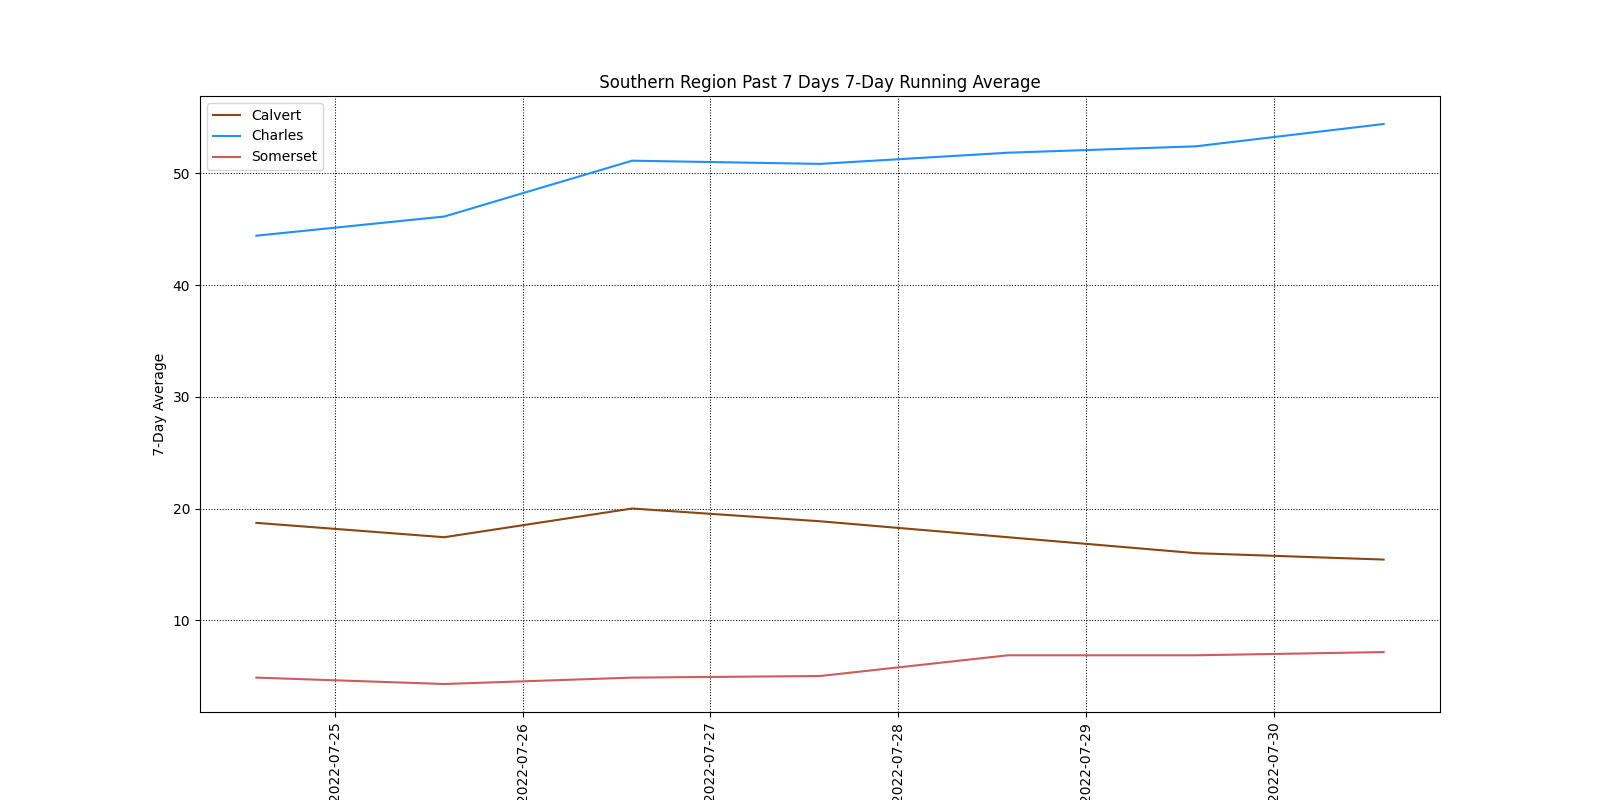 Southern Region Past 7 Days 7-Day Running Average
Calvert
Charles
Somerset
50
40
30
20
10
7-Day Average
2022-07-25
2022-07-26
2022-07-27
2022-07-28
2022-07-29
2022-07-30